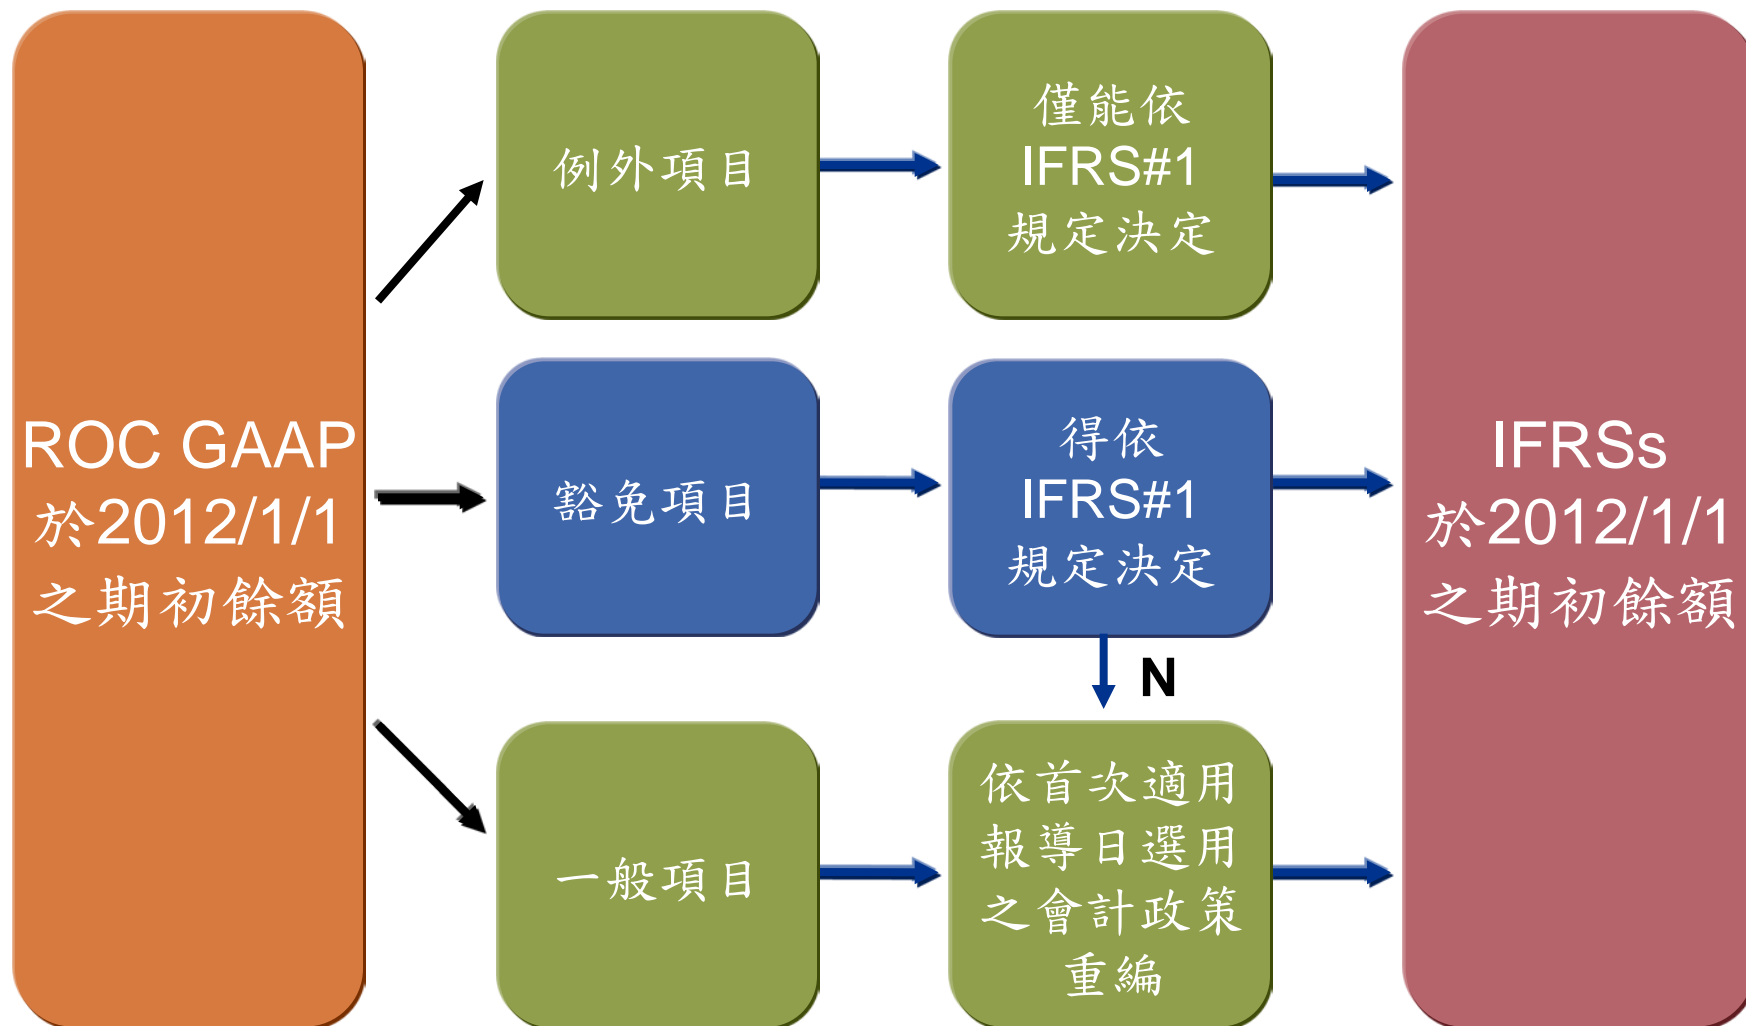 ROC GAAP
於2012/1/1
之期初餘額
例外項目
僅能依
IFRS#1
規定決定
豁免項目
得依
IFRS#1
規定決定
N
一般項目
依首次適用
報導日選用
之會計政策
重編
IFRSs
於2012/1/1
之期初餘額